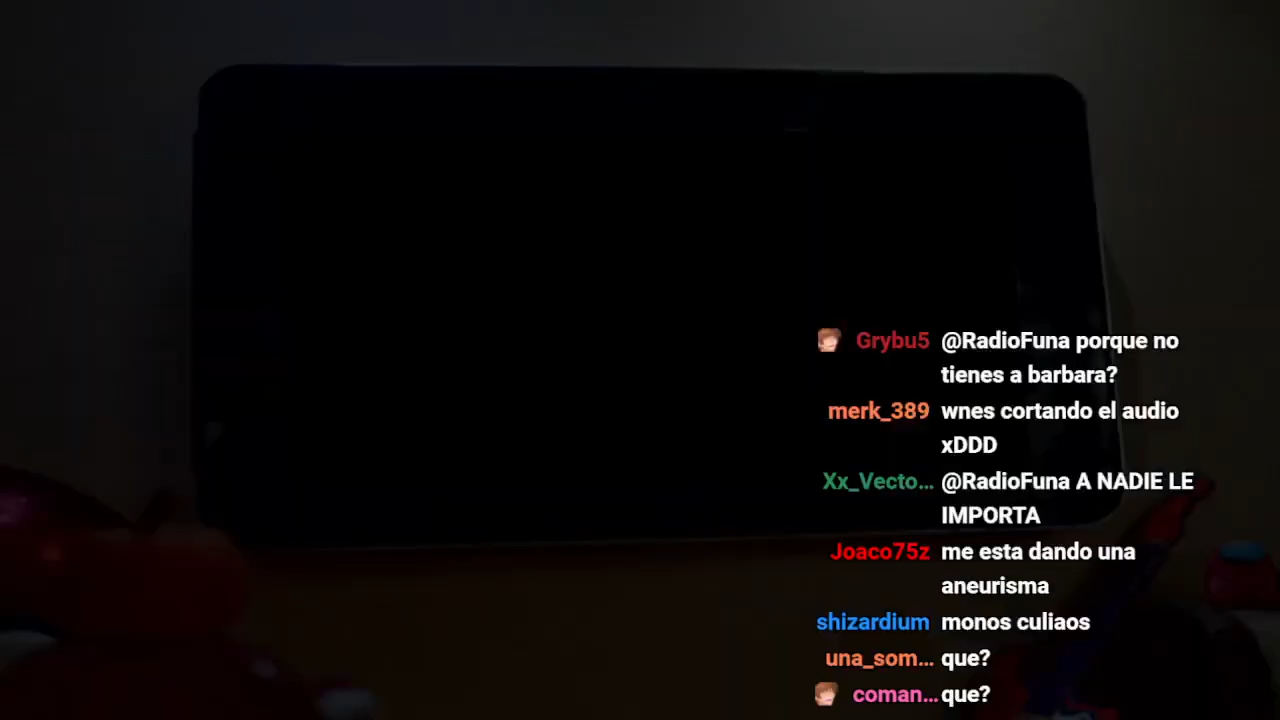 Grybu5 @RadioFuna porque no
tienes a barbara?
merk_389 wnes cortando el audio
xDDD
Xx_Vecto… @RadioFuna A NADIE LE
IMPORTA
Joaco75z me esta dando una
aneurisma
shizardium monos culiaos
una_som… que?
coman… que?